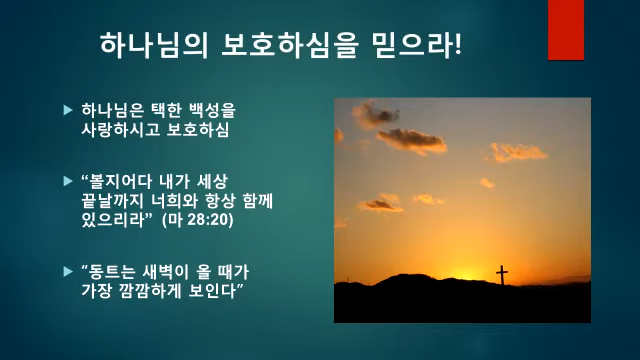 하나님의 보호하심을 믿으라!
하나님은 택한 백성을
사랑하시고 보호하심
“볼지어다 내가 세상
끝날까지 너희와 항상 함께
있으리라” (마 28:20)
“동트는 새벽이 올 때가
가장 깜깜하게 보인다”